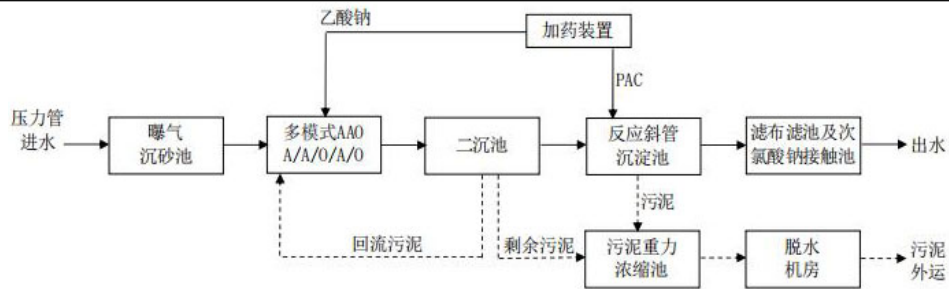 乙酸钠
加药装置
PAC
压力管
进水
曝气
沉砂池
多模式AAO
A/A/O/A/O
二沉池
反应斜管
沉淀池
滤布滤池及次
氯酸钠接触池
出水
污泥
回流污泥
剩余污泥
污泥重力
浓缩池
脱水
机房
污泥
外运